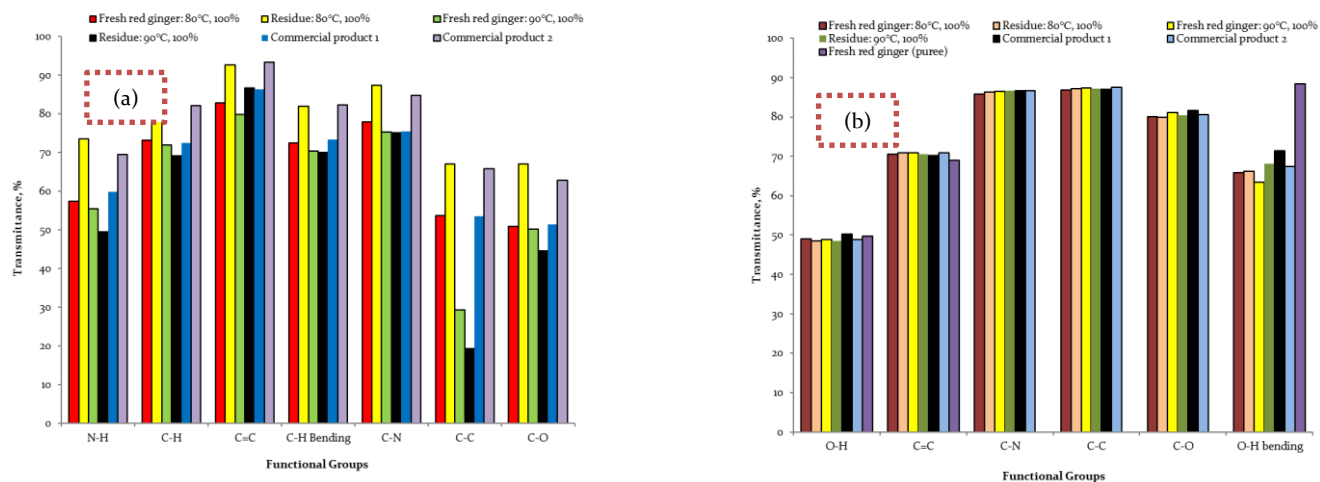 Fresh red ginger: 80°C, 100% Residue: 80°C, 100% Fresh red ginger: 90°C, 100%
Residue: 90°C, 100% Commercial product 1 Commercial product 2
(a)
100
90
80
70
60
50
40
30
20
10
0
Transmittance, %
N-H C-H C=C C-H Bending C-N C-C C-O
Functional Groups
Fresh red ginger: 80°C, 100% Residue: 80°C, 100% Fresh red ginger: 90°C, 100%
Residue: 90°C, 100% Commercial product 1 Commercial product 2
Fresh red ginger (puree)
(b)
100
90
80
70
60
50
40
30
20
10
0
Transmittance, %
O-H C=C C-N C-C C-O O-H bending
Functional Groups